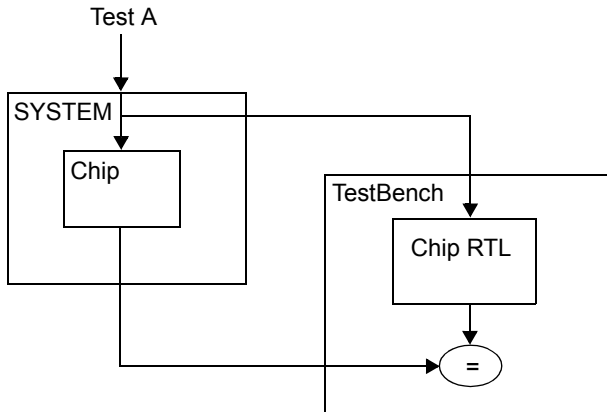 Test A
SYSTEM
Chip
TestBench
Chip RTL
=